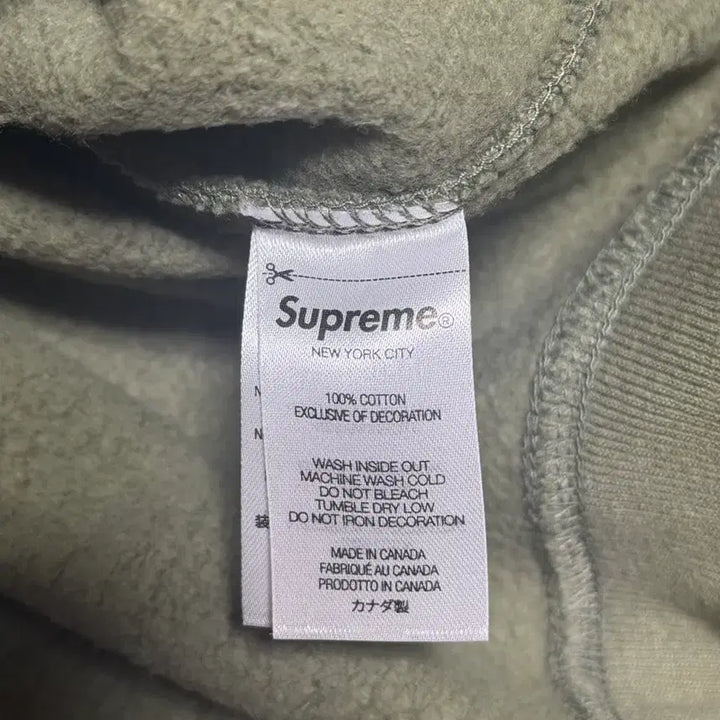 Supreme®
NEW YORK CITY
100% COTTON
EXCLUSIVE OF DECORATION
WASH INSIDE OUT
MACHINE WASH COLD
DO NOT BLEACH
TUMBLE DRY LOW
DO NOT IRON DECORATION
MADE IN CANADA
FABRIQUÉ AU CANADA
PRODOTTO IN CANADA
カナダ製